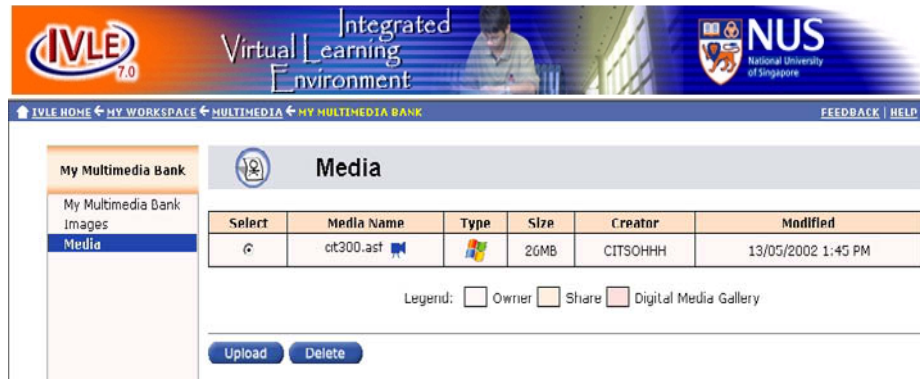 IVLE
7.0
Integrated
Virtual Learning
Environment
NUS
National University
of Singapore
IVLE HOME MY WORKSPACE MULTIMEDIA MY MULTIMEDIA BANK FEEDBACK | HELP
My Multimedia Bank
My Multimedia Bank
Images
Media
Media
Select Media Name Type Size Creator Modified
cit300.asf 26MB CITSOHHH 13/05/2002 1:45 PM
Legend: Owner Share Digital Media Gallery
Upload Delete